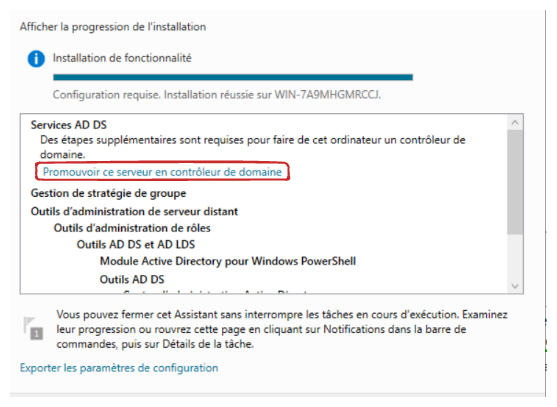 Afficher la progression de l'installation
Installation de fonctionnalité
Configuration requise. Installation réussie sur WIN-7A9MHGMRCCJ.
Services AD DS
Des étapes supplémentaires sont requises pour faire de cet ordinateur un contrôleur de
domaine.
Promouvoir ce serveur en contrôleur de domaine
Gestion de stratégie de groupe
Outils d'administration de serveur distant
Outils d'administration de rôles
Outils AD DS et AD LDS
Module Active Directory pour Windows PowerShell
Outils AD DS
Vous pouvez fermer cet Assistant sans interrompre les tâches en cours d'exécution. Examinez
leur progression ou rouvrez cette page en cliquant sur Notifications dans la barre de
commandes, puis sur Détails de la tâche.
1
Exporter les paramètres de configuration